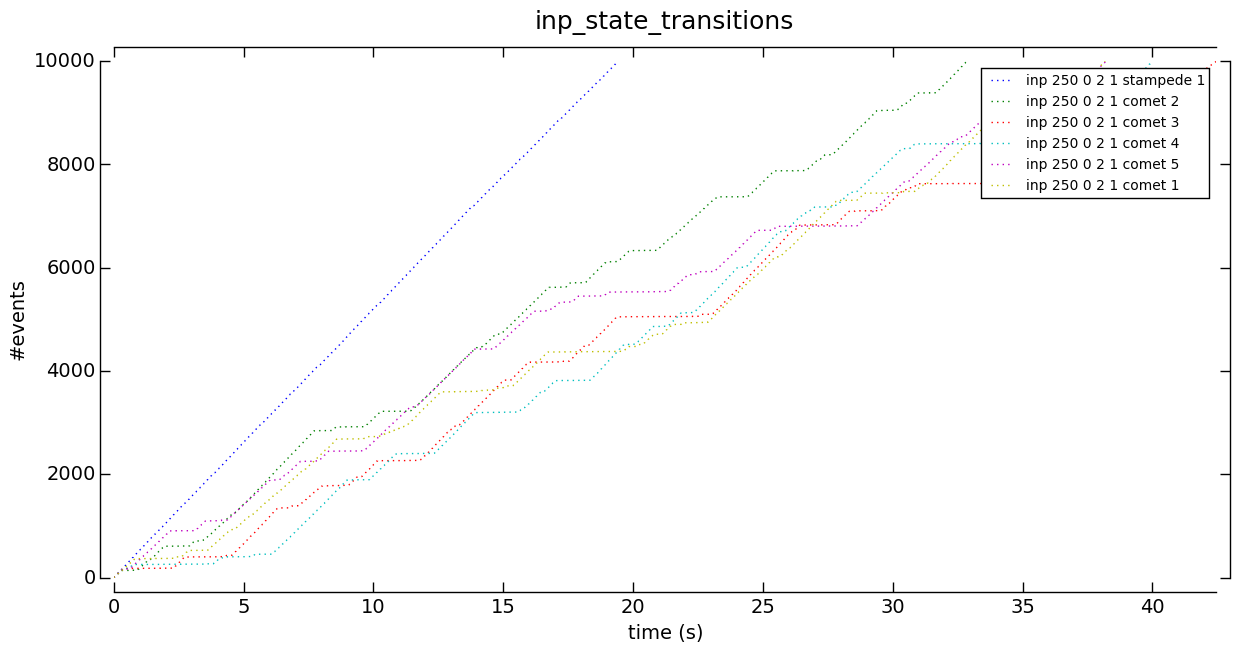 inp_state_transitions
10000
8000
6000
4000
2000
0
#events
0 5 10 15 20 25 30 35 40
time (s)
inp 250 0 2 1 stampede 1
inp 250 0 2 1 comet 2
inp 250 0 2 1 comet 3
inp 250 0 2 1 comet 4
inp 250 0 2 1 comet 5
inp 250 0 2 1 comet 1